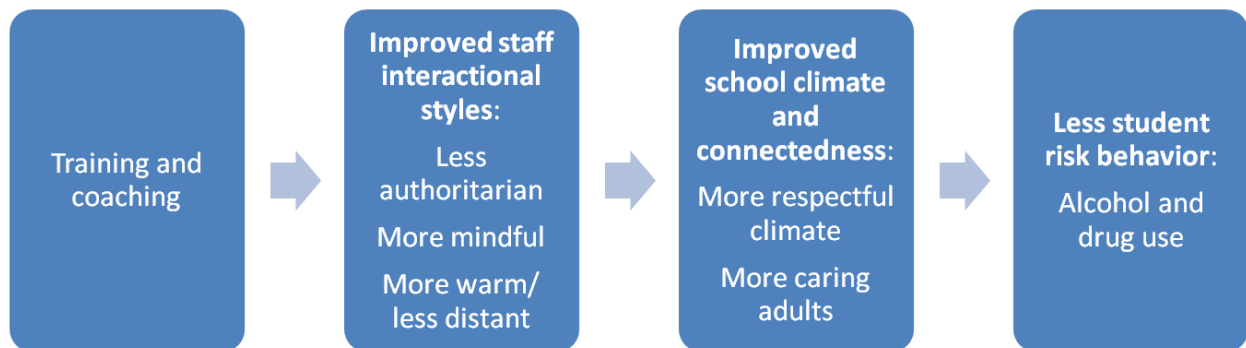 Training and
coaching
Improved staff
interactional
styles:
Less
authoritarian
More mindful
More warm/
less distant
Improved
school climate
and
connectedness:
More respectful
climate
More caring
adults
Less student
risk behavior:
Alcohol and
drug use